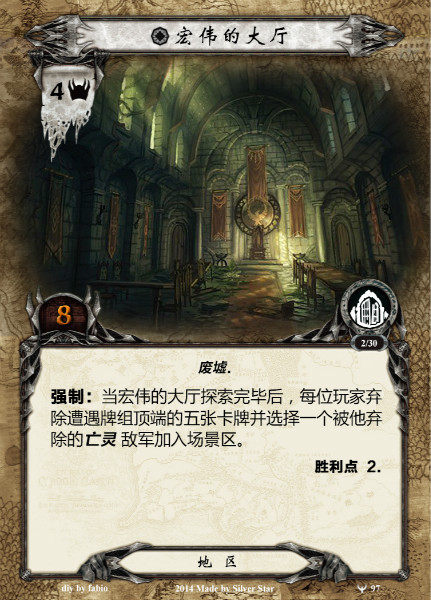 宏伟的大厅
4
8
2/30
废墟.
强制：当宏伟的大厅探索完毕后，每位玩家弃
除遭遇牌组顶端的五张卡牌并选择一个被他弃
除的亡灵 敌军加入场景区。
胜利点 2.
地 区
diy by fabio 2014 Made by Silver Star 97